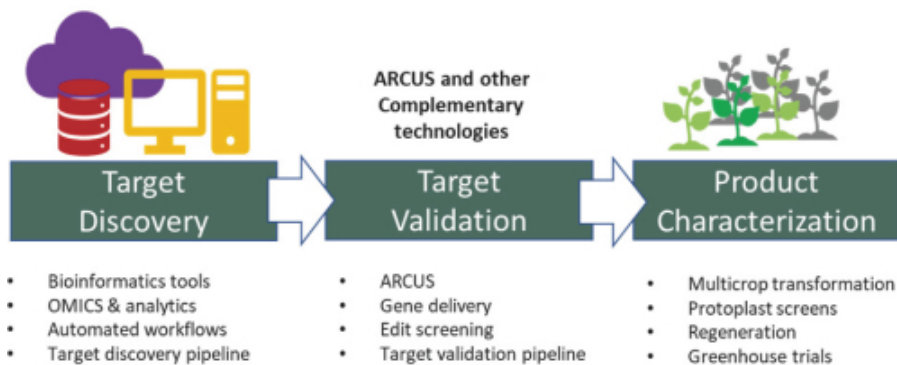 ARCUS and other
Complementary
technologies
Target
Discovery
Target
Validation
Product
Characterization
• Bioinformatics tools
• OMICS & analytics
• Automated workflows
• Target discovery pipeline
• ARCUS
• Gene delivery
• Edit screening
• Target validation pipeline
• Multicrop transformation
• Protoplast screens
• Regeneration
• Greenhouse trials